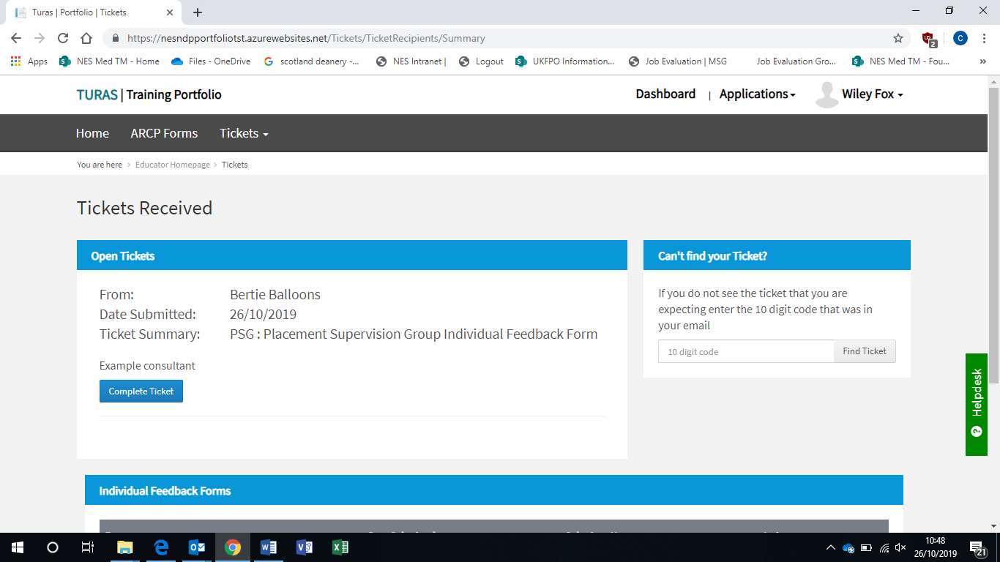 Turas | Portfolio | Tickets
https://nesndpportfoliotst.azurewebsites.net/Tickets/TicketRecipients/Summary
2
C
Apps NES Med TM - Home Files - OneDrive scotland deanery -... NES Intranet | Logout UKFPO Information... Job Evaluation | MSG Job Evaluation Gro... NES Med TM - Fou... »
TURAS | Training Portfolio Dashboard | Applications Wiley Fox
Home ARCP Forms Tickets
You are here > Educator Homepage > Tickets
Tickets Received
Open Tickets
From: Bertie Balloons
Date Submitted: 26/10/2019
Ticket Summary: PSG : Placement Supervision Group Individual Feedback Form
Example consultant
Complete Ticket
Can't find your Ticket?
If you do not see the ticket that you are
expecting enter the 10 digit code that was in
your email
10 digit code Find Ticket
Helpdesk
Individual Feedback Forms
10:48
26/10/2019
21